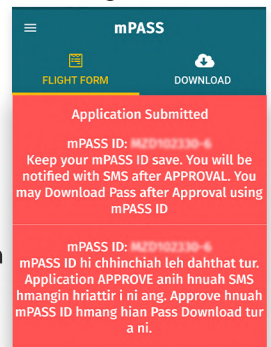 mPASS
FLIGHT FORM
DOWNLOAD
Application Submitted
mPASS ID:
Keep your mPASS ID save. You will be
notified with SMS after APPROVAL. You
may Download Pass after Approval using
mPASS ID
mPASS ID:
mPASS ID hi chhinchiah leh dahthat tur.
Application APPROVE anih hnuah SMS
hmangin hriattir i ni ang. Approve hnuah
mPASS ID hmang hian Pass Download tur
a ni.